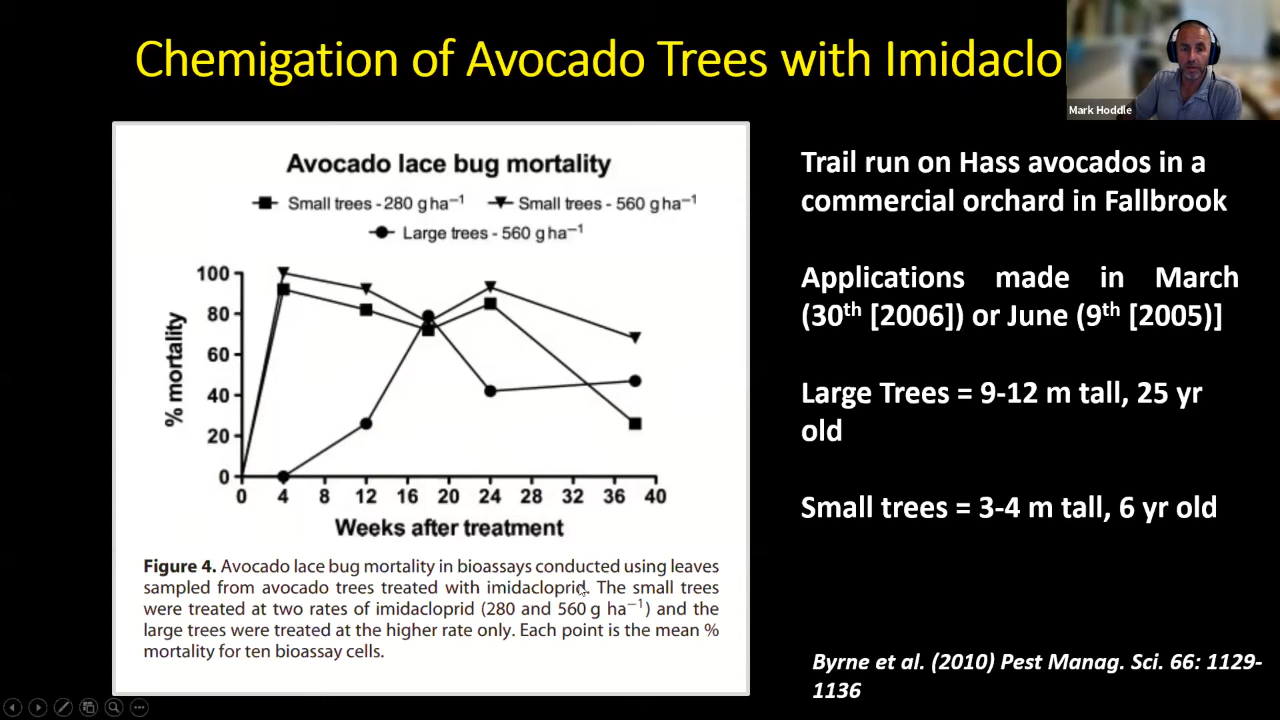 Chemigation of Avocado Trees with Imidaclo
Mark Hoddle
Avocado lace bug mortality
Small trees - 280 g ha⁻¹
Small trees - 560 g ha⁻¹
Large trees - 560 g ha⁻¹
100
80
60
40
20
0
% mortality
0 4 8 12 16 20 24 28 32 36 40
Weeks after treatment
Figure 4. Avocado lace bug mortality in bioassays conducted using leaves
sampled from avocado trees treated with imidacloprid. The small trees
were treated at two rates of imidacloprid (280 and 560 g ha⁻¹) and the
large trees were treated at the higher rate only. Each point is the mean %
mortality for ten bioassay cells.
Trail run on Hass avocados in a
commercial orchard in Fallbrook
Applications made in March
(30th [2006]) or June (9th [2005)]
Large Trees = 9-12 m tall, 25 yr
old
Small trees = 3-4 m tall, 6 yr old
Byrne et al. (2010) Pest Manag. Sci. 66: 1129-
1136